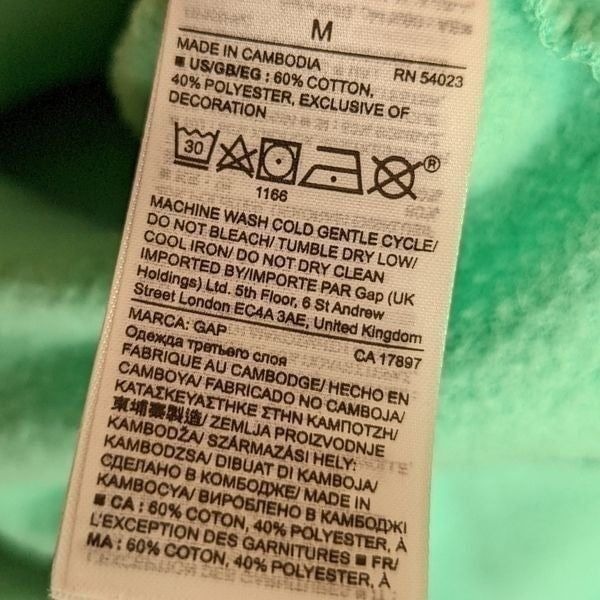 M
MADE IN CAMBODIA RN 54023
■ US/GB/EG : 60% COTTON,
40% POLYESTER, EXCLUSIVE OF
DECORATION
30
®
1166
MACHINE WASH COLD GENTLE CYCLE/
DO NOT BLEACH/ TUMBLE DRY LOW/
COOL IRON/ DO NOT DRY CLEAN
IMPORTED BY/IMPORTE PAR Gap (UK
Holdings) Ltd. 5th Floor, 6 St Andrew
Street London EC4A 3AE, United Kingdom
MARCA: GAP CA 17897
Одежда третьего слоя
FABRIQUE AU CAMBODGE/ HECHO EN
CAMBOYA/ FABRICADO NO CAMBOJA/
ΚΑΤΑΣΚΕΥΑΣΤΗΚΕ ΣΤΗΝ ΚΑΜΠΟΤΖΗ/
柬埔寨製造/ ZEMLJA PROIZVODNJE
KAMBODŽA/ SZÁRMAZÁSI HELY:
KAMBODZSA/ DIBUAT DI KAMBOJA/
СДЕЛАНО В КОМБОДЖЕ/ MADE IN
KAMBOCYA/ ВИРОБЛЕНО В КАМБОДЖІ
■ CA : 60% COTON, 40% POLYESTER, À
L'EXCEPTION DES GARNITURES ■ FR/
MA : 60% COTON, 40% POLYESTER, À